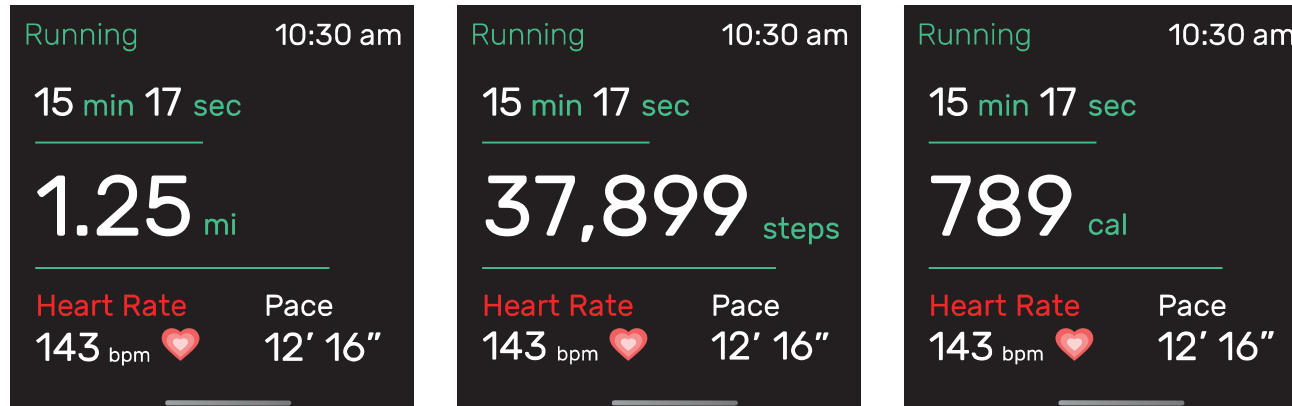 Running 10:30 am
15 min 17 sec
1.25 mi
Heart Rate Pace
143 bpm 12’ 16”
Running 10:30 am
15 min 17 sec
37,899 steps
Heart Rate Pace
143 bpm 12’ 16”
Running 10:30 am
15 min 17 sec
789 cal
Heart Rate Pace
143 bpm 12’ 16”